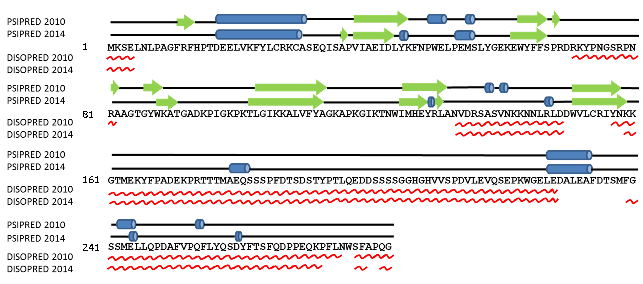 PSIPRED 2010
PSIPRED 2014
1 MKSELNLPAGFRFHPTDEELVKFYLCRKCASEQISAPVIAEIDLYKFNPWELPEMSLYGEKEWYFFSPRDRKYPNGSRPN
DISOPRED 2010
DISOPRED 2014
PSIPRED 2010
PSIPRED 2014
81 RAAGTGYWKATGADKPIGKPKTLGIKKALVFYAGKAPKGIKTNWIMHEYRLANVDRSASVNKKNNLRLDDWVLCRIYNKK
DISOPRED 2010
DISOPRED 2014
PSIPRED 2010
PSIPRED 2014
161 GTMEKYFPADEKPRTTTMAEQSSSPFDTSDSTYPTLQEDDSSSSGGHGHVVSPDVLEVQSEPKWGELEDALEAFDTSMFG
DISOPRED 2010
DISOPRED 2014
PSIPRED 2010
PSIPRED 2014
241 SSMELLQPDAFVPQFLYQSDYFTSFQDPPEQKPFLNWSFAPQG
DISOPRED 2010
DISOPRED 2014